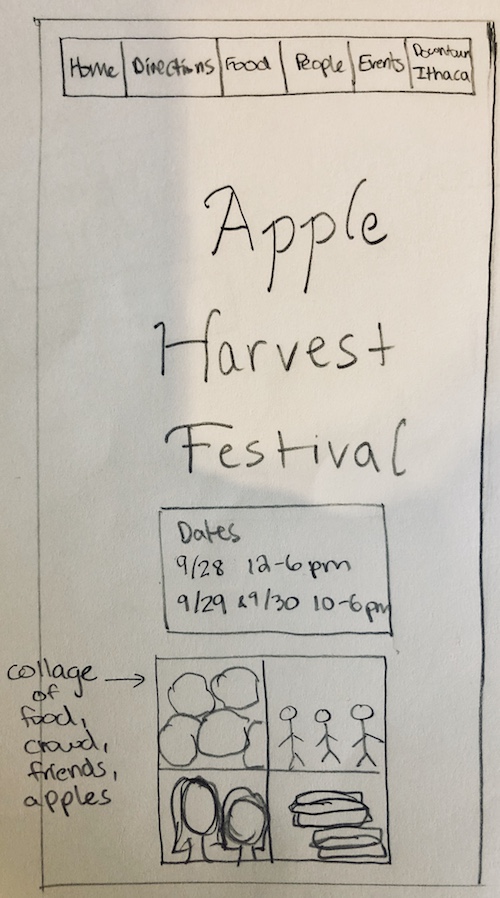 Home Directions Food People Events Downtown
Ithaca
Apple
Harvest
Festival
Dates
9/28 12-6pm
9/29 &9/30 10-6pm
collage
of
food,
crowd,
friends,
apples